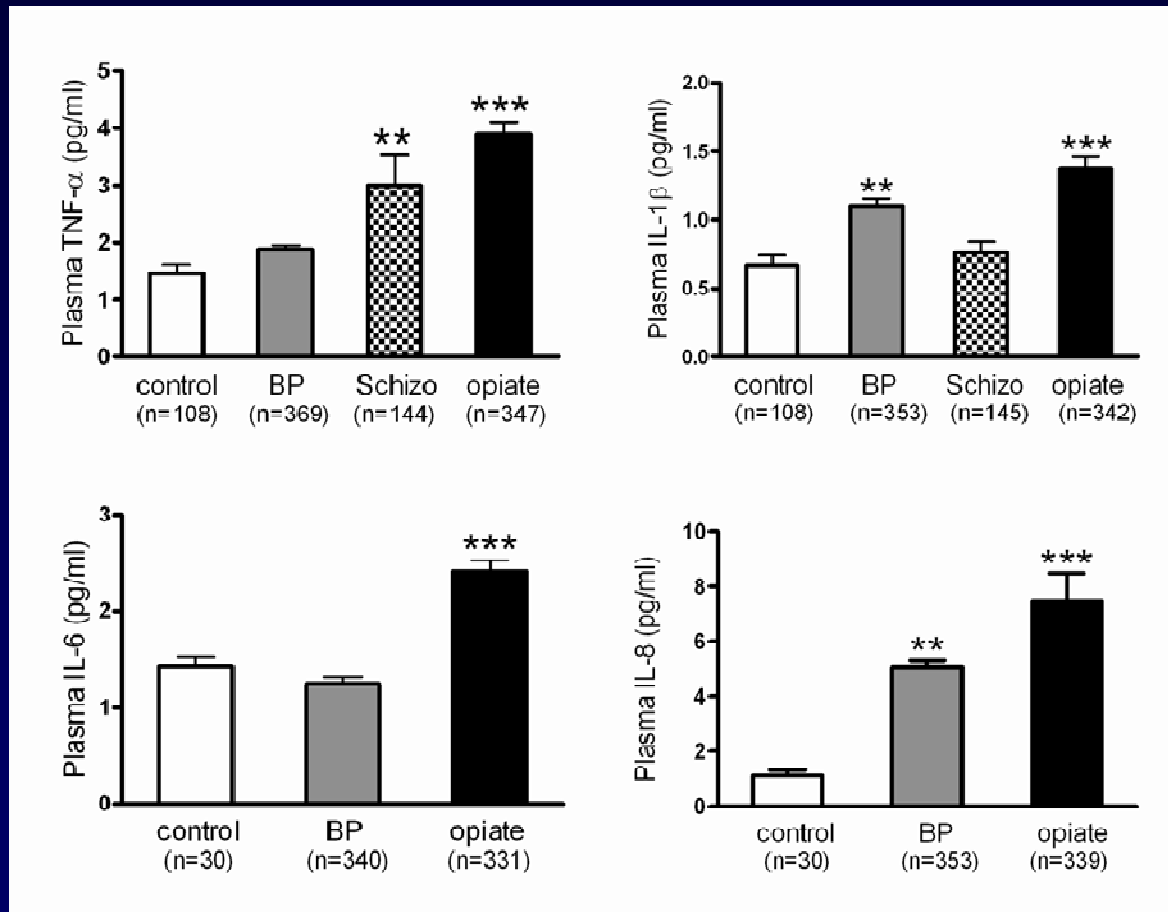 Plasma TNF-α (pg/ml)
5
4
3
2
1
0
**
***
control BP Schizo opiate
(n=108) (n=369) (n=144) (n=347)
Plasma IL-1β (pg/ml)
2.0
1.5
1.0
0.5
0.0
**
***
control BP Schizo opiate
(n=108) (n=353) (n=145) (n=342)
Plasma IL-6 (pg/ml)
3
2
1
0
***
control BP opiate
(n=30) (n=340) (n=331)
Plasma IL-8 (pg/ml)
10
8
6
4
2
0
**
***
control BP opiate
(n=30) (n=353) (n=339)